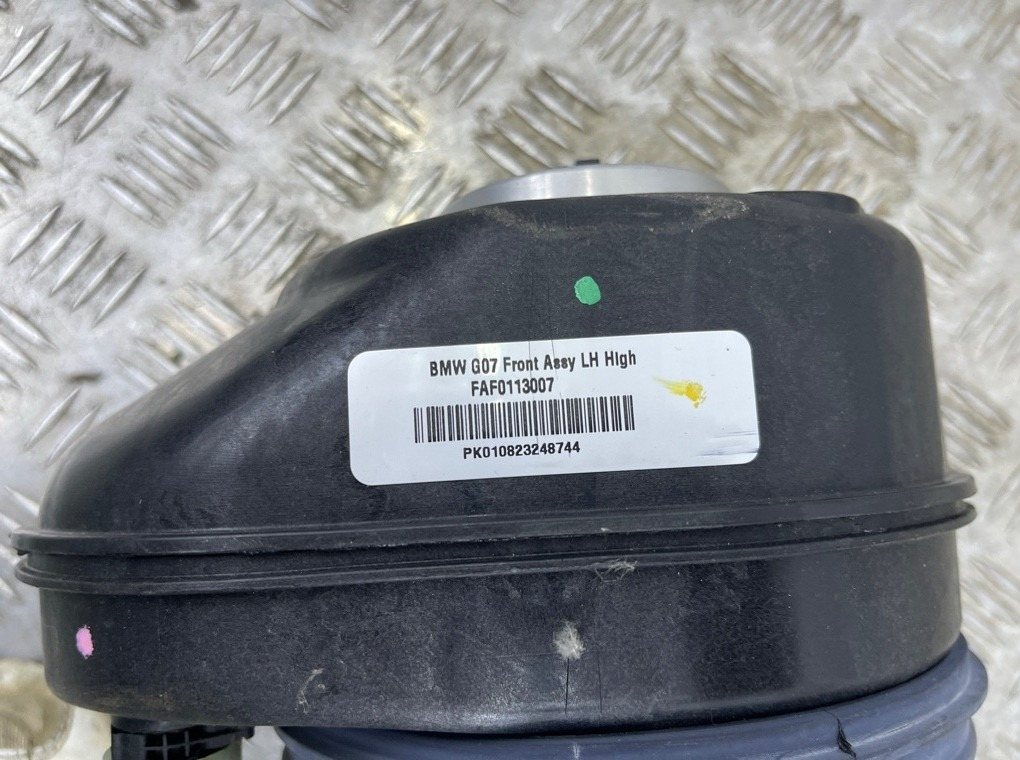 BMW G07 Front Assy LH High
FAF0113007
PK010823248744